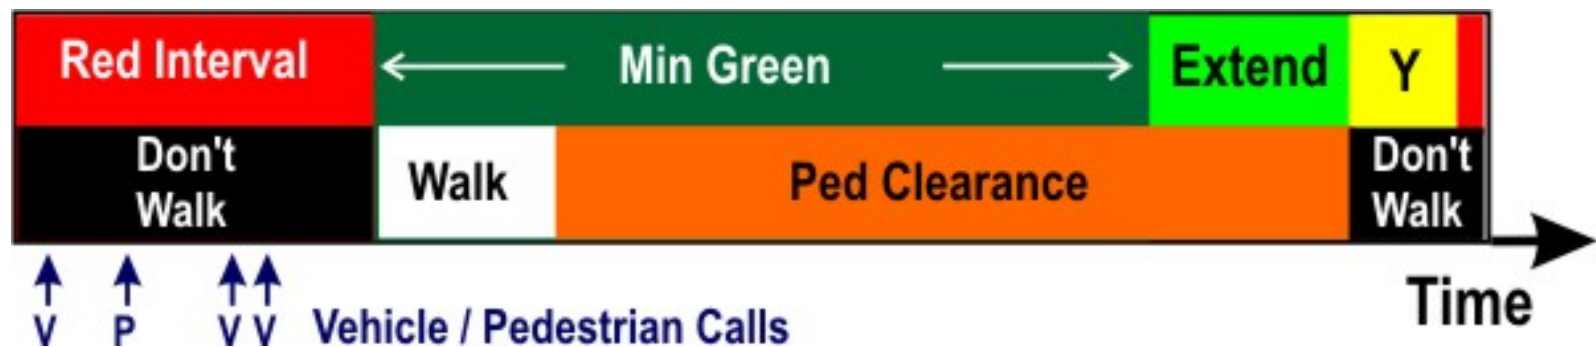 Red Interval
Min Green
Extend
Y
Don't
Walk
Walk
Ped Clearance
Don't
Walk
V P V V
Vehicle / Pedestrian Calls
Time